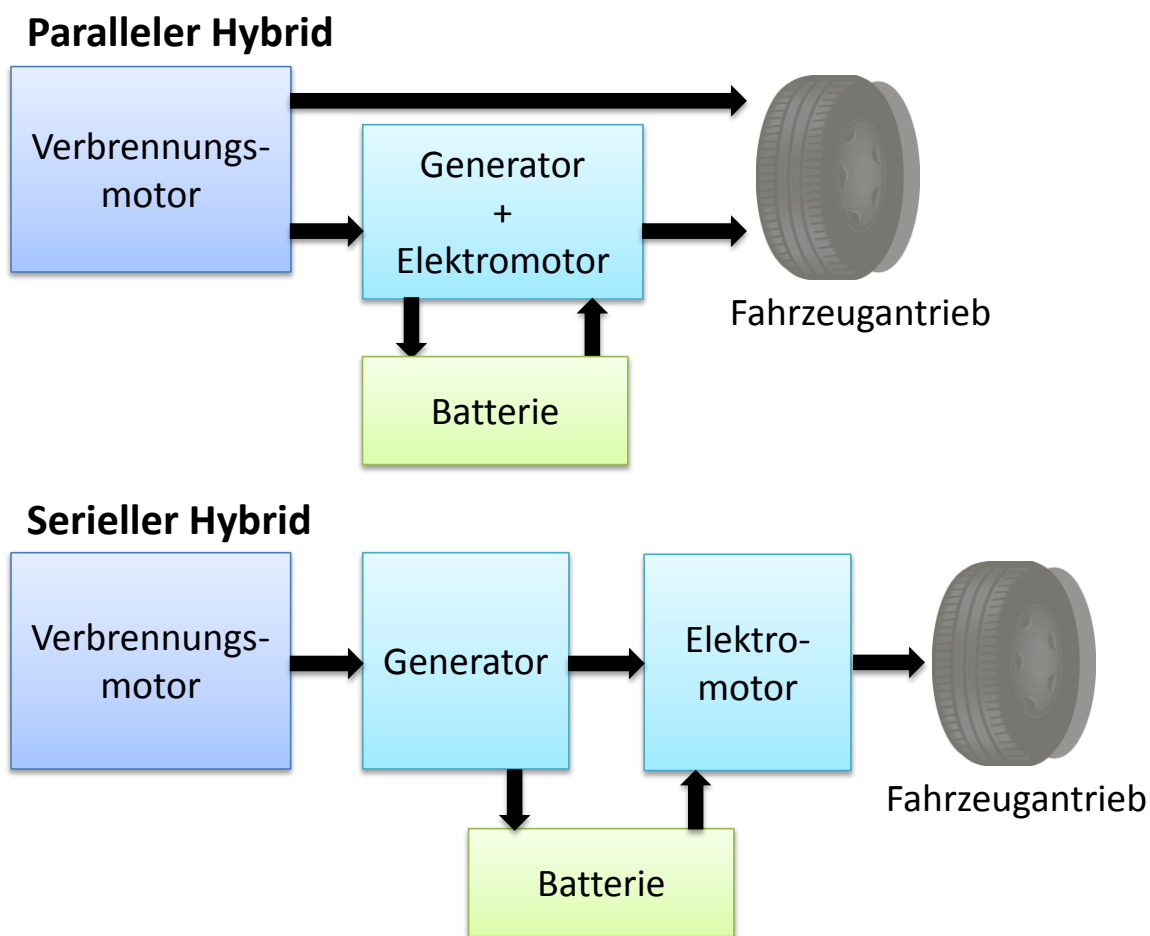 Paralleler Hybrid
Verbrennungs-
motor
Generator
+
Elektromotor
Batterie
Fahrzeugantrieb
Serieller Hybrid
Verbrennungs-
motor
Generator
Elektro-
motor
Batterie
Fahrzeugantrieb